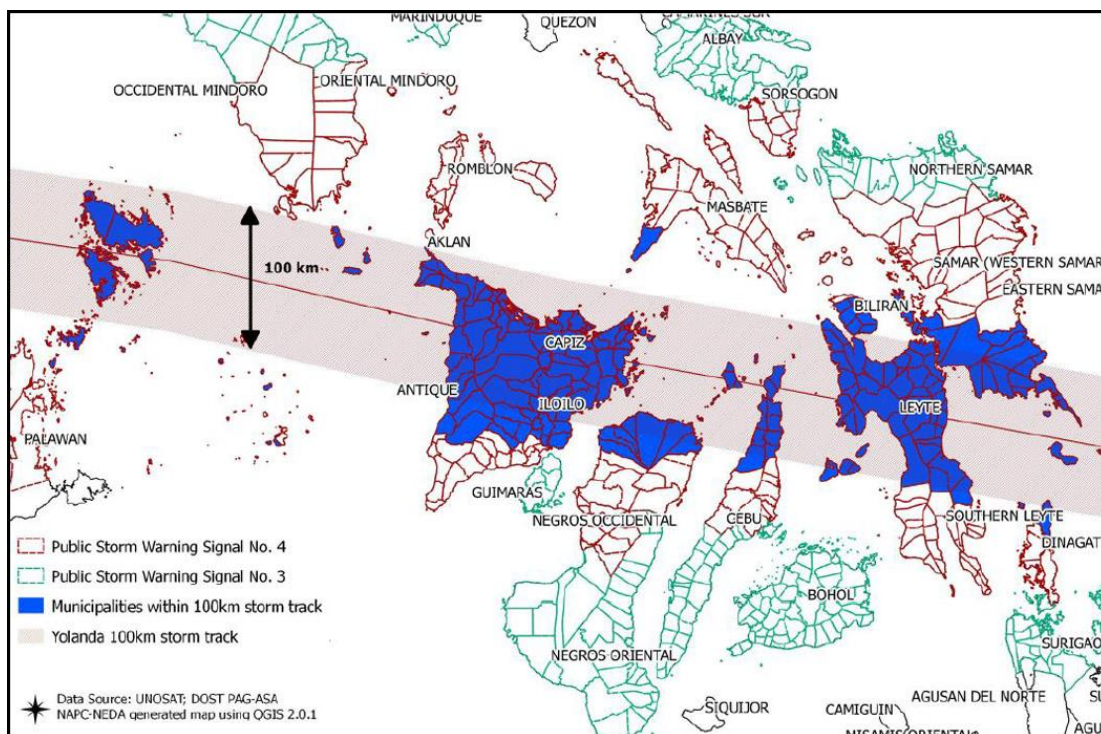 MARINDUQUE
QUEZON
CAMARINES SUR
ALBAY
OCCIDENTAL MINDORO
ORIENTAL MINDORO
SORSOGON
ROMBLON
NORTHERN SAMAR
MASBATE
AKLAN
SAMAR (WESTERN SAMAR
100 km
EASTERN SAMA
BILIRAN
CAPIZ
ANTIQUE
ILOILO
LEYTE
PALAWAN
GUIMARAS
NEGROS OCCIDENTAL
CEBU
SOUTHERN LEYTE
DINAGAT
Public Storm Warning Signal No. 4
Public Storm Warning Signal No. 3
Municipalities within 100km storm track
Yolanda 100km storm track
BOHOL
NEGROS ORIENTAL
SURIGAO
Data Source: UNOSAT; DOST PAG-ASA
NAPC-NEDA generated map using QGIS 2.0.1
SIQUIJOR
CAMIGUIN
AGUSAN DEL NORTE
SU
AGU